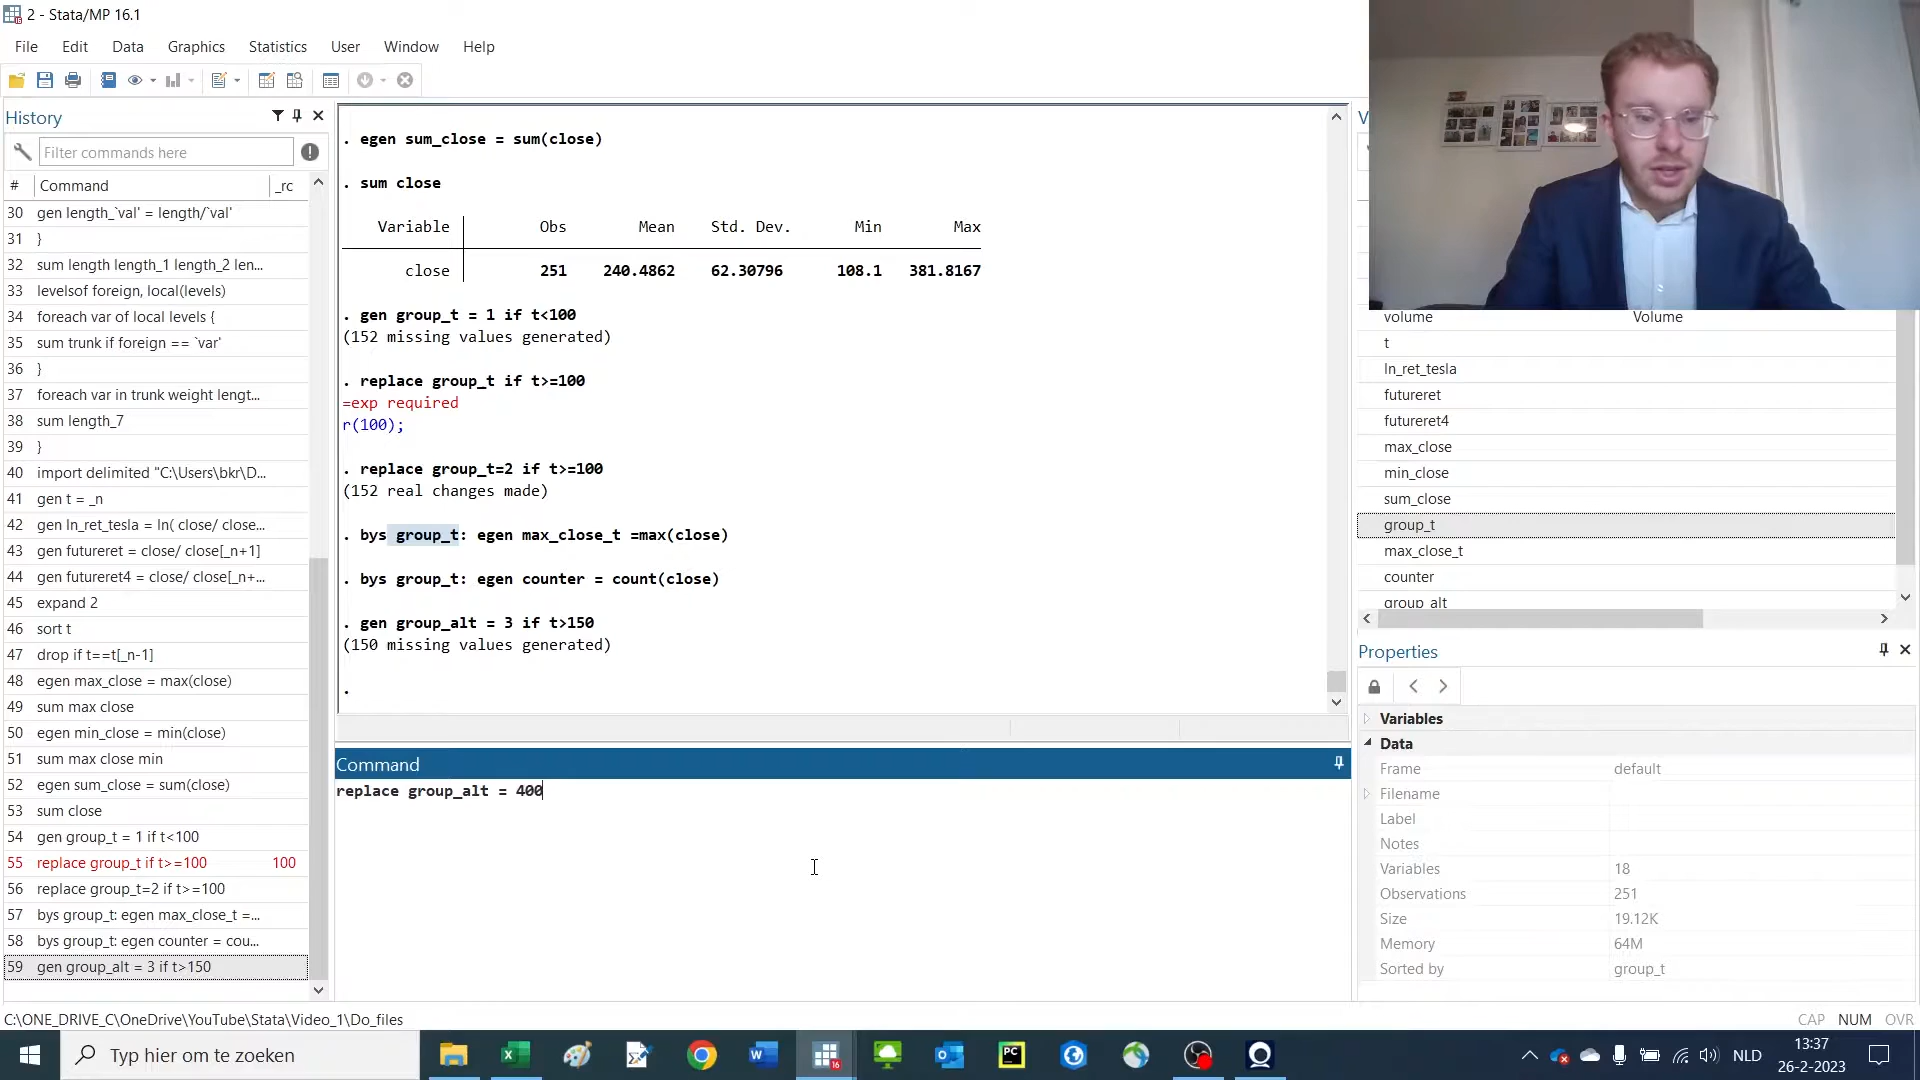 2 - Stata/MP 16.1
File Edit Data Graphics Statistics User Window Help
History
Filter commands here
# Command _rc
30 gen length_`val' = length/`val'
31 }
32 sum length length_1 length_2 len...
33 levelsof foreign, local(levels)
34 foreach var of local levels {
35 sum trunk if foreign == `var'
36 }
37 foreach var in trunk weight lengt...
38 sum length_7
39 }
40 import delimited "C:\Users\bkr\D...
41 gen t = _n
42 gen ln_ret_tesla = ln( close/ close...
43 gen futureret = close/ close[_n+1]
44 gen futureret4 = close/ close[_n+...
45 expand 2
46 sort t
47 drop if t==t[_n-1]
48 egen max_close = max(close)
49 sum max close
50 egen min_close = min(close)
51 sum max close min
52 egen sum_close = sum(close)
53 sum close
54 gen group_t = 1 if t<100
55 replace group_t if t>=100 100
56 replace group_t=2 if t>=100
57 bys group_t: egen max_close_t =...
58 bys group_t: egen counter = cou...
59 gen group_alt = 3 if t>150
. egen sum_close = sum(close)
. sum close
Variable Obs Mean Std. Dev. Min Max
close 251 240.4862 62.30796 108.1 381.8167
. gen group_t = 1 if t<100
(152 missing values generated)
. replace group_t if t>=100
=exp required
r(100);
. replace group_t=2 if t>=100
(152 real changes made)
. bys group_t: egen max_close_t =max(close)
. bys group_t: egen counter = count(close)
. gen group_alt = 3 if t>150
(150 missing values generated)
.
Command
replace group_alt = 400
V
volume Volume
t
ln_ret_tesla
futureret
futureret4
max_close
min_close
sum_close
group_t
max_close_t
counter
group_alt
Properties
Variables
Data
Frame default
Filename
Label
Notes
Variables 18
Observations 251
Size 19.12K
Memory 64M
Sorted by group_t
C:\ONE_DRIVE_C\OneDrive\YouTube\Stata\Video_1\Do_files
CAP NUM OVR
Typ hier om te zoeken
16
PC
NLD
13:37
26-2-2023